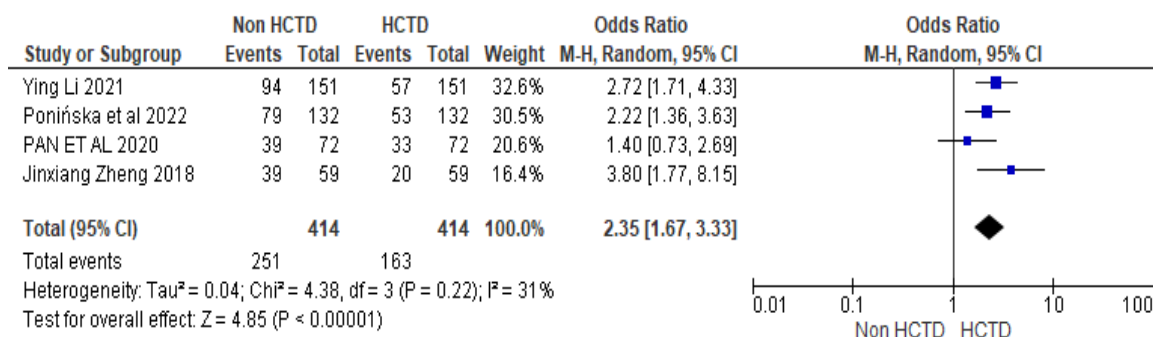 Non HCTD HCTD Odds Ratio Odds Ratio
Study or Subgroup Events Total Events Total Weight M-H, Random, 95% CI M-H, Random, 95% CI
Ying Li 2021 94 151 57 151 32.6% 2.72 [1.71, 4.33]
Ponińska et al 2022 79 132 53 132 30.5% 2.22 [1.36, 3.63]
PAN ET AL 2020 39 72 33 72 20.6% 1.40 [0.73, 2.69]
Jinxiang Zheng 2018 39 59 20 59 16.4% 3.80 [1.77, 8.15]
Total (95% CI) 414 414 100.0% 2.35 [1.67, 3.33]
Total events 251 163
Heterogeneity: Tau² = 0.04; Chi² = 4.38, df = 3 (P = 0.22); I² = 31%
Test for overall effect: Z = 4.85 (P < 0.00001)
0.01 0.1 1 10 100
Non HCTD HCTD